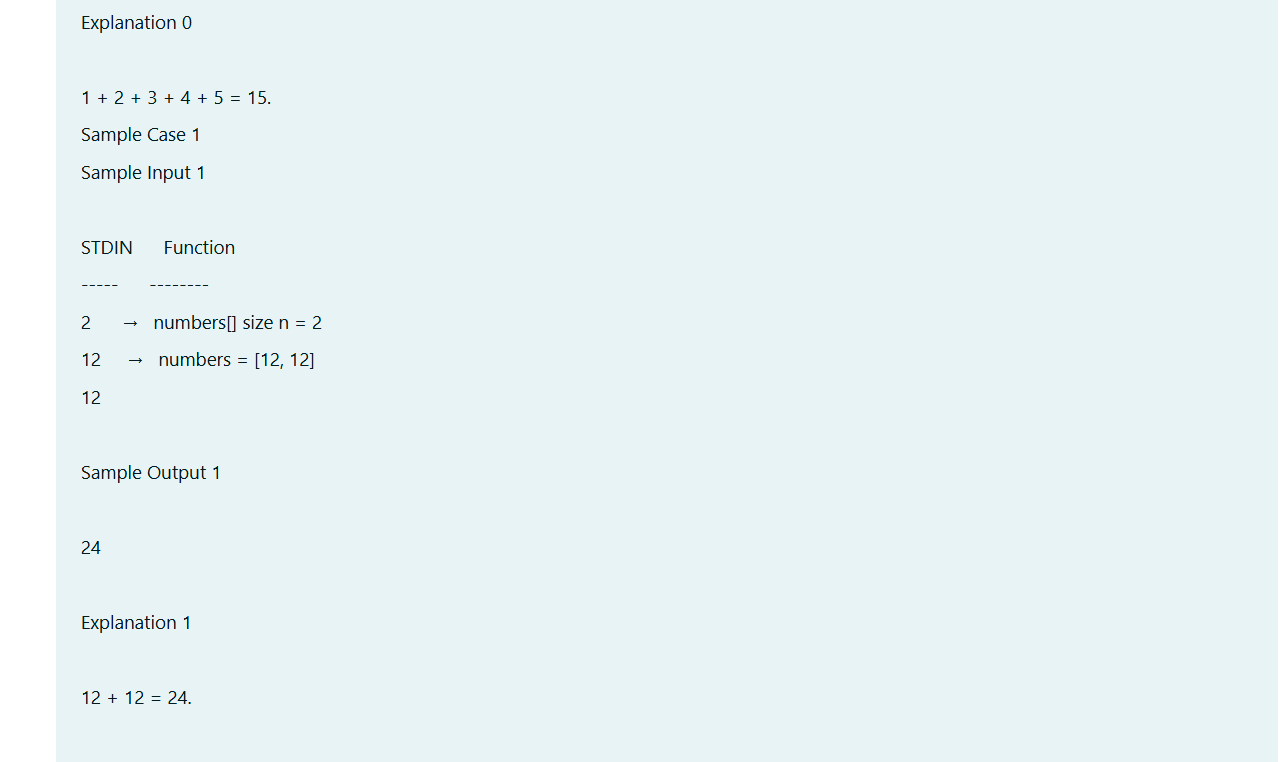 Explanation 0
1 + 2 + 3 + 4 + 5 = 15.
Sample Case 1
Sample Input 1
STDIN Function
----- --------
2 → numbers[] size n = 2
12 → numbers = [12, 12]
12
Sample Output 1
24
Explanation 1
12 + 12 = 24.